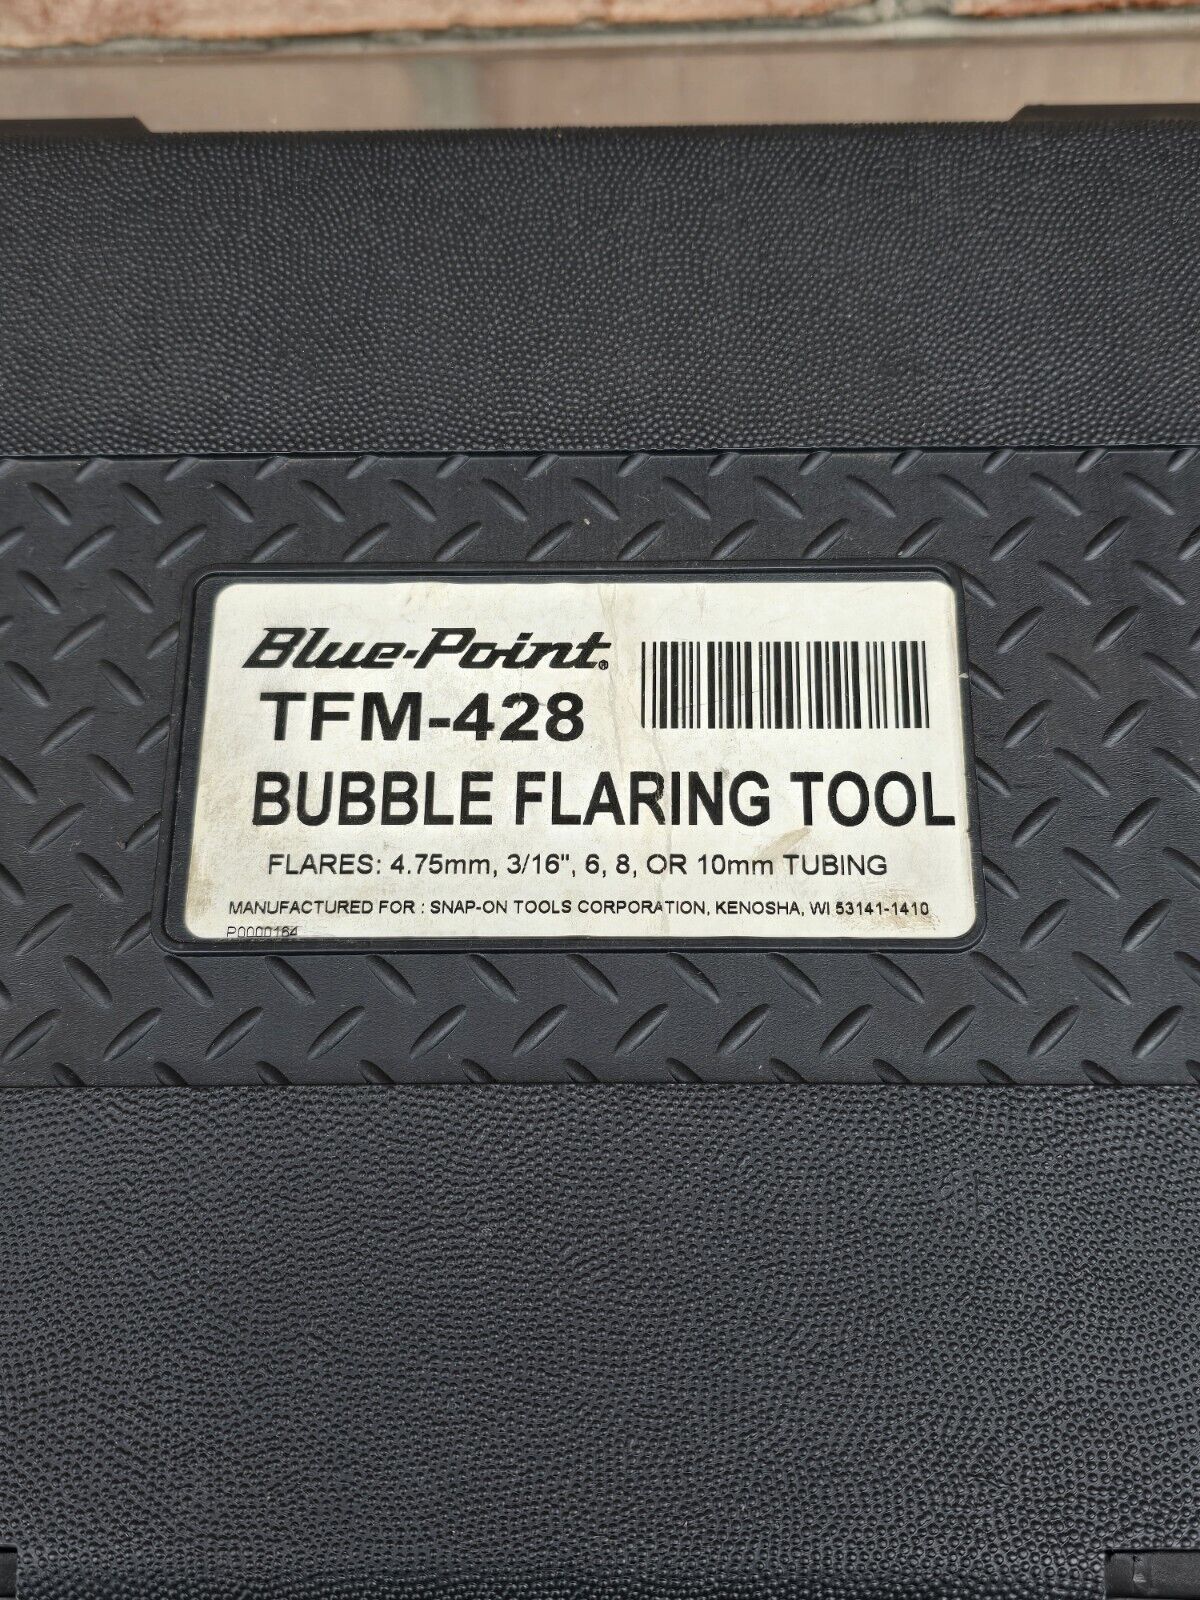 Blue-Point®
TFM-428
BUBBLE FLARING TOOL
FLARES: 4.75mm, 3/16", 6, 8, OR 10mm TUBING
MANUFACTURED FOR : SNAP-ON TOOLS CORPORATION, KENOSHA, WI 53141-1410
P0000164